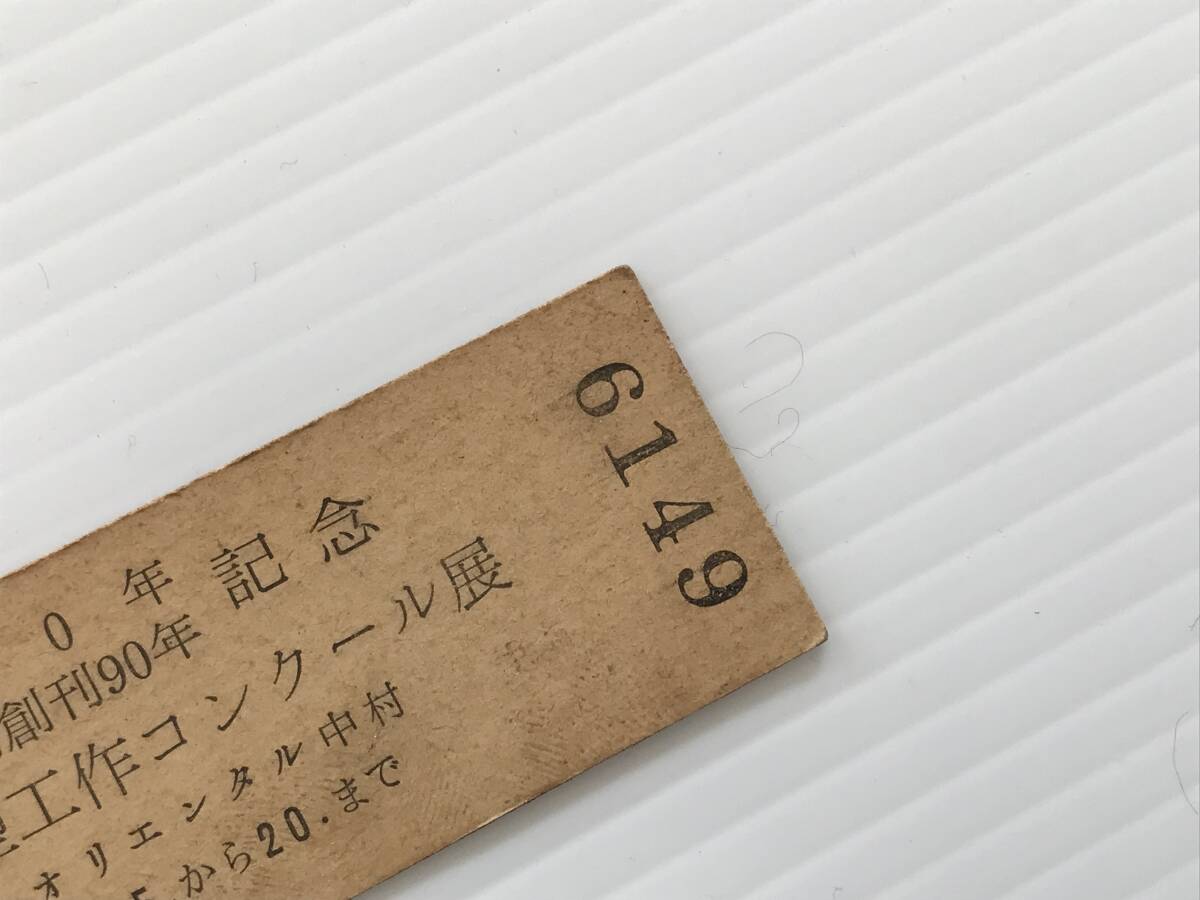 0年記念
創刊90年
工作コンクール展
オリエンタル中村
から20.まで
6149